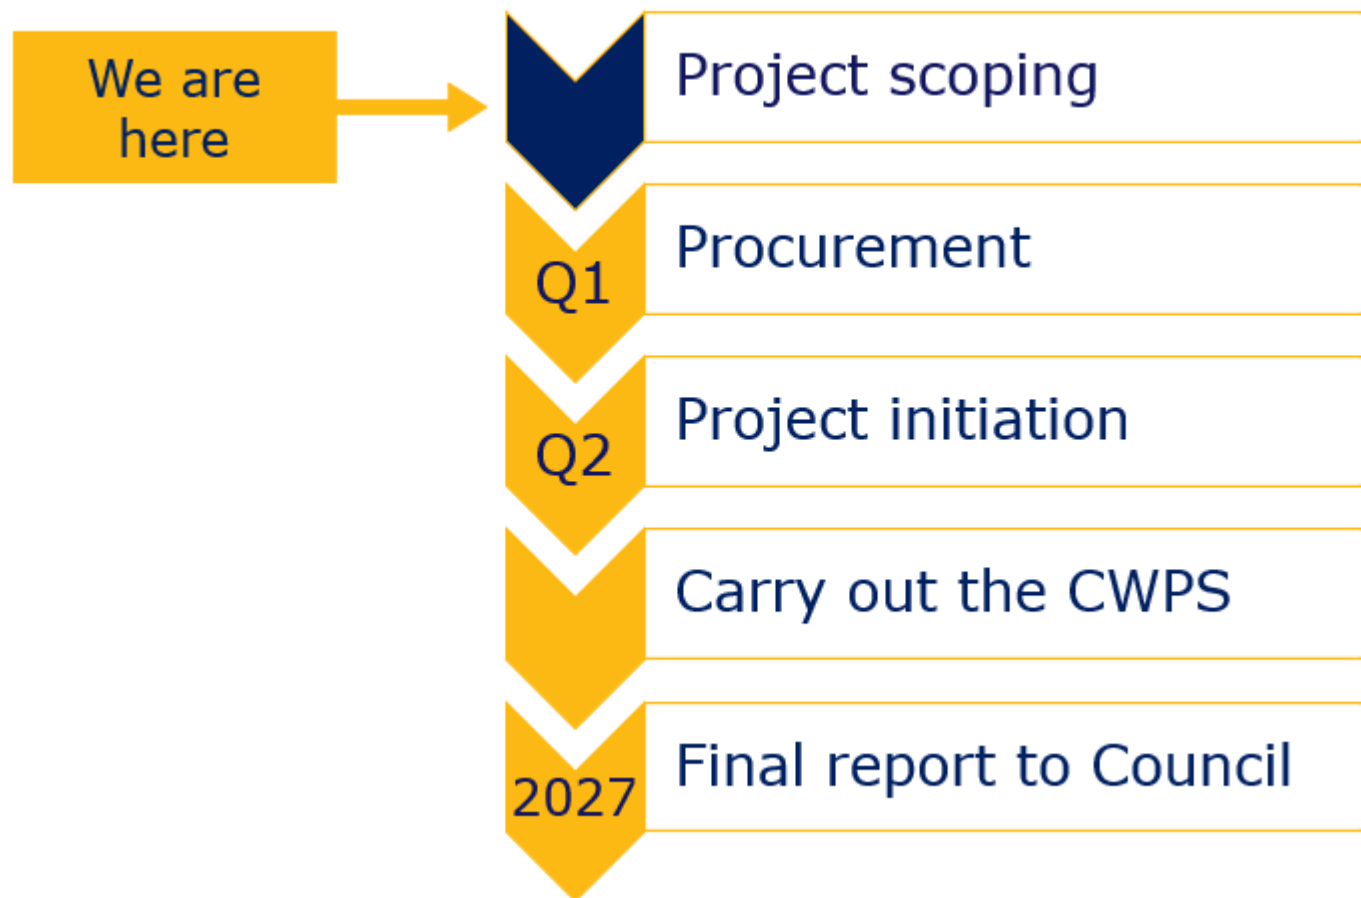 We are
here
Project scoping
Q1
Procurement
Q2
Project initiation
Carry out the CWPS
2027
Final report to Council